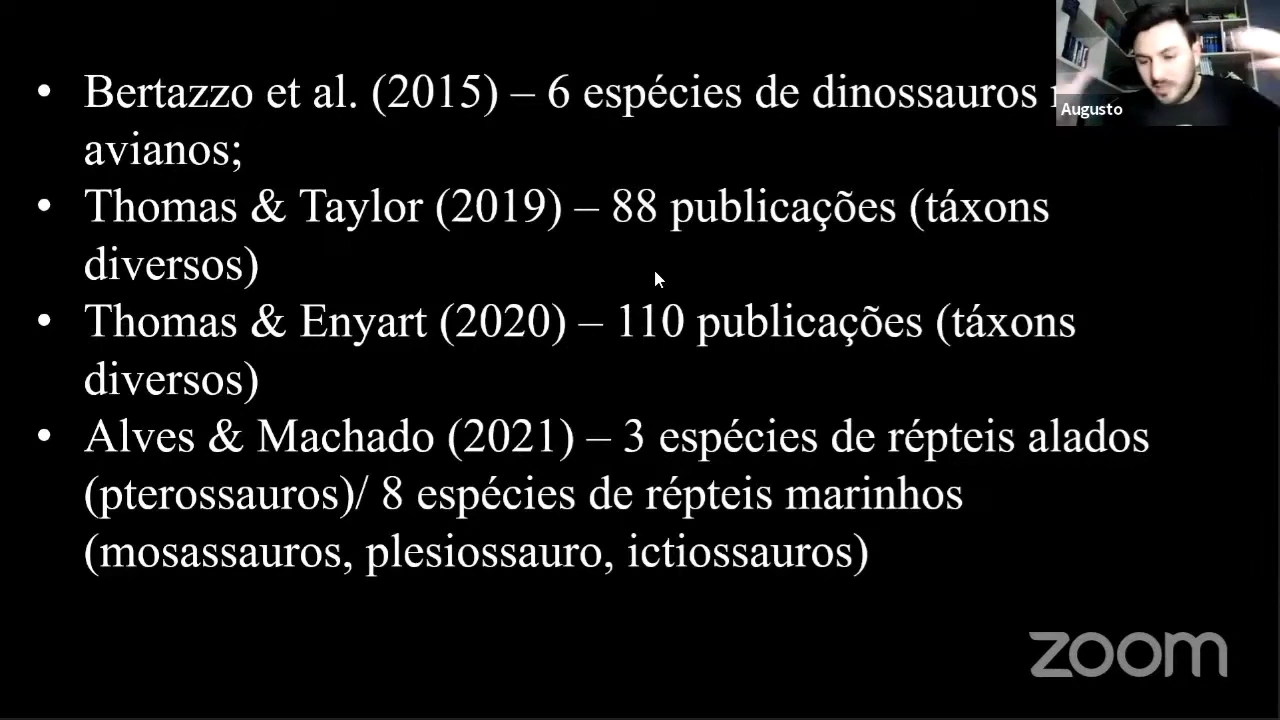 • Bertazzo et al. (2015) – 6 espécies de dinossauros
avianos;
• Thomas & Taylor (2019) – 88 publicações (táxons
diversos)
• Thomas & Enyart (2020) – 110 publicações (táxons
diversos)
• Alves & Machado (2021) – 3 espécies de répteis alados
(pterossauros)/ 8 espécies de répteis marinhos
(mosassauros, plesiossauro, ictiossauros)
Augusto
zoom